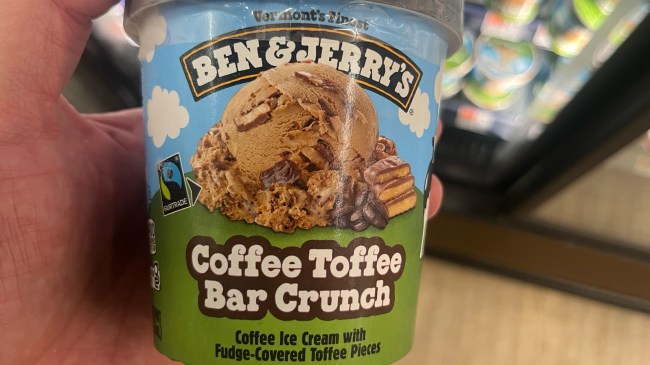 Vermont's Finest
BEN & JERRY'S
FAIRTRADE
Coffee Toffee
Bar Crunch
Coffee Ice Cream with
Fudge-Covered Toffee Pieces